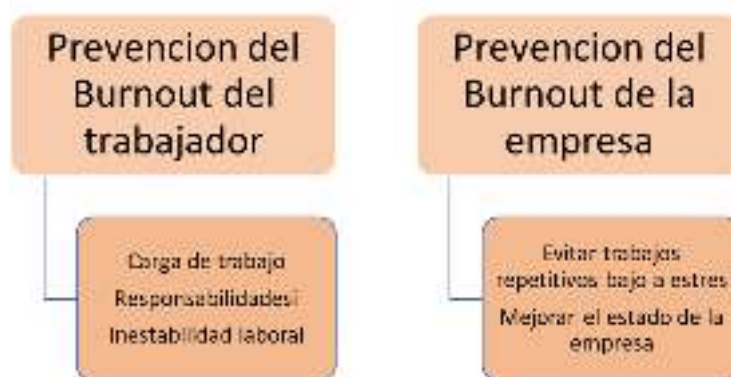 Prevencion del
Burnout del
trabajador
Carga de trabajo
Responsabilidadesi
Inestabilidad laboral
Prevencion del
Burnout de la
empresa
Evitar trabajos
repetitivos bajo a estres
Mejorar el estado de la
empresa